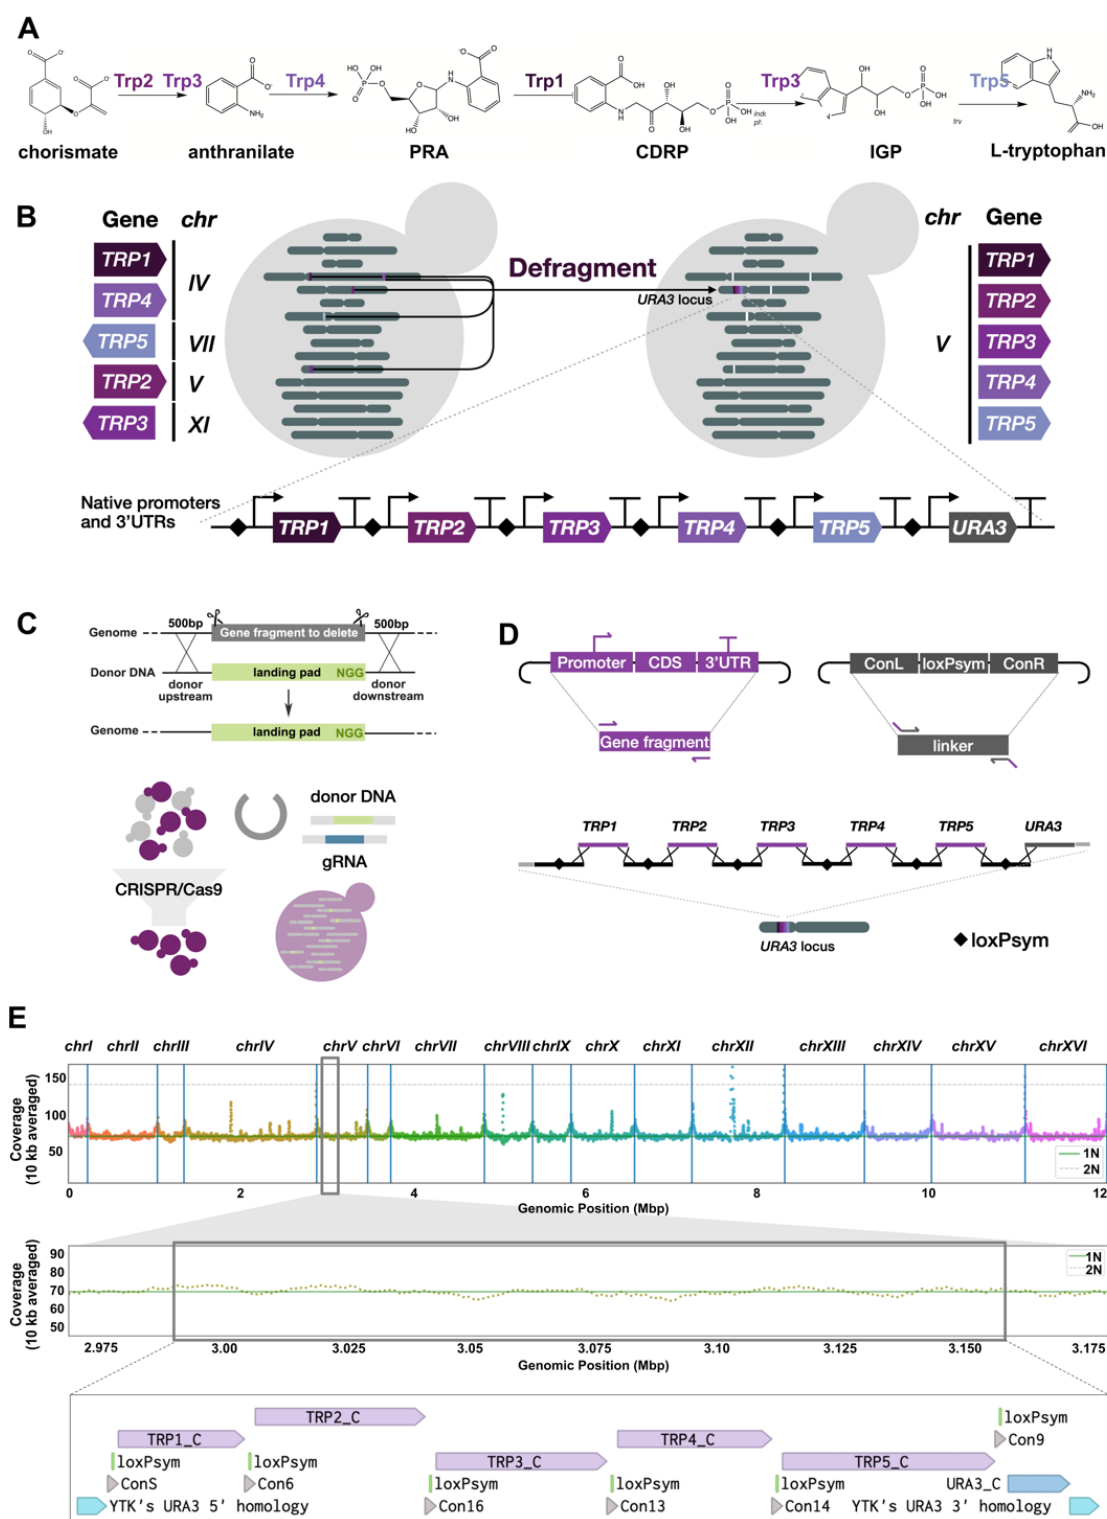 A
Trp2 Trp3 Trp4 Trp1 Trp3 Trp5
chorismate anthranilate PRA CDRP IGP L-tryptophan
B
Gene chr
TRP1
TRP4
IV
TRP5 VII
TRP2 V
TRP3 XI
Defragment
URA3 locus
chr Gene
TRP1
TRP2
V TRP3
TRP4
TRP5
Native promoters
and 3'UTRs
TRP1 TRP2 TRP3 TRP4 TRP5 URA3
C
500bp 500bp
Genome Gene fragment to delete
Donor DNA landing pad NGG
donor
upstream
donor
downstream
Genome landing pad NGG
donor DNA
gRNA
CRISPR/Cas9
D
Promoter CDS 3'UTR
ConL loxPsym ConR
Gene fragment
linker
TRP1 TRP2 TRP3 TRP4 TRP5 URA3
URA3 locus
loxPsym
E
chrI chrII chrIII chrIV chrV chrVI chrVII chrVIII chrIX chrX chrXI chrXII chrXIII chrXIV chrXV chrXVI
Coverage
(10 kb averaged)
150
100
50
1N
2N
0 2 4 6 8 10 12
Genomic Position (Mbp)
Coverage
(10 kb averaged)
90
80
70
60
50
1N
2N
2.975 3.00 3.025 3.05 3.075 3.10 3.125 3.150 3.175
Genomic Position (Mbp)
TRP2_C
loxPsym
TRP1_C TRP4_C Con9
loxPsym loxPsym TRP3_C TRP5_C
ConS Con6 loxPsym loxPsym loxPsym URA3_C
YTK's URA3 5' homology Con16 Con13 Con14 YTK's URA3 3' homology